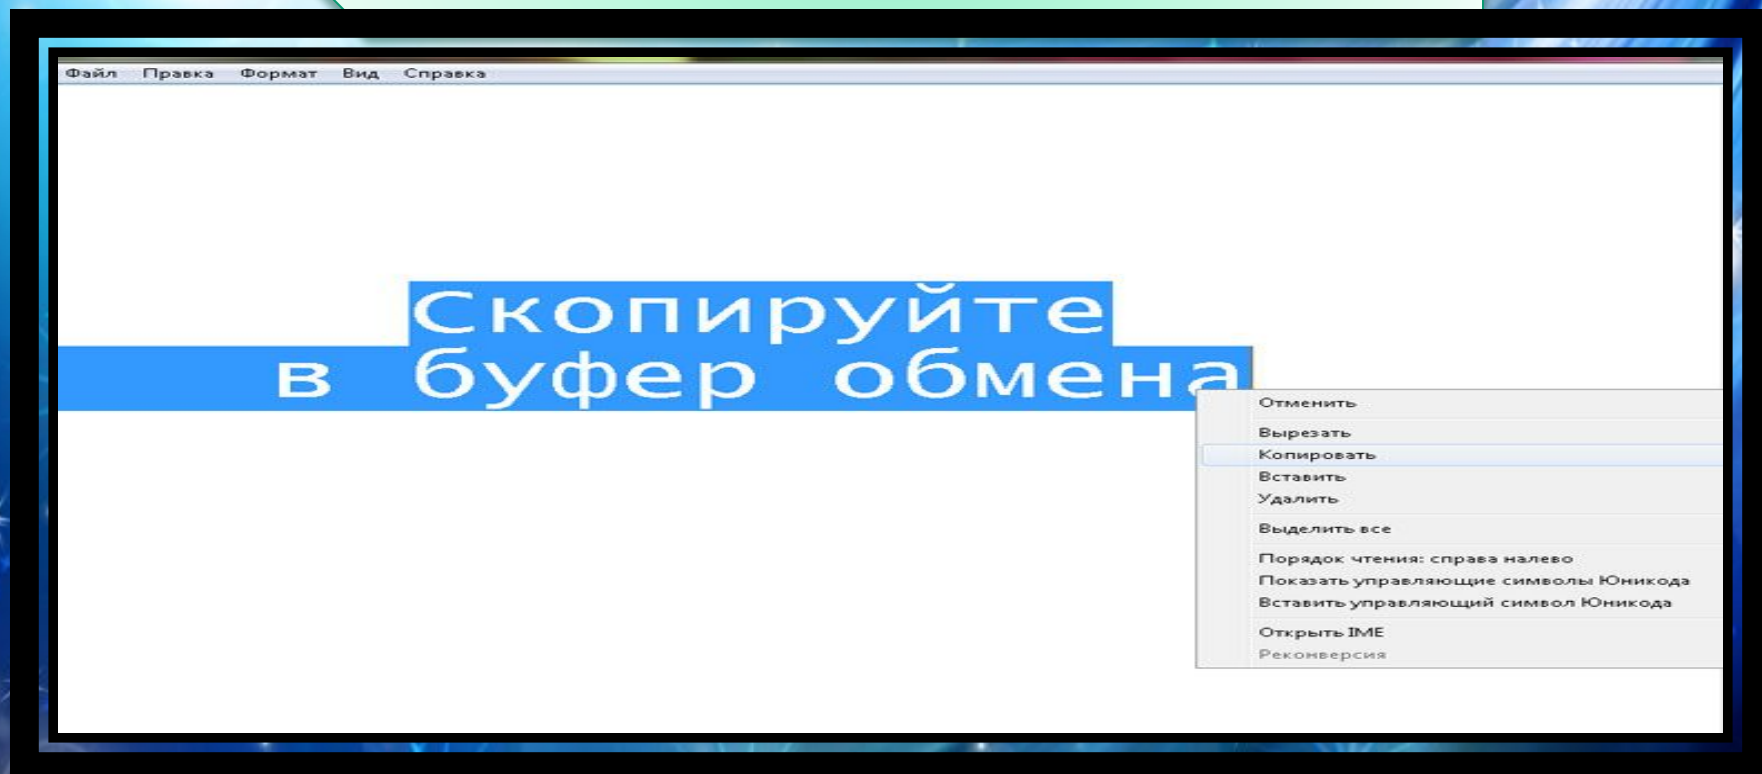 Файл Правка Формат Вид Справка
Скопируйте
в буфер обмена
Отменить
Вырезать
Копировать
Вставить
Удалить
Выделить все
Порядок чтения: справа налево
Показать управляющие символы Юникода
Вставить управляющий символ Юникода
Открыть IME
Реконверсия